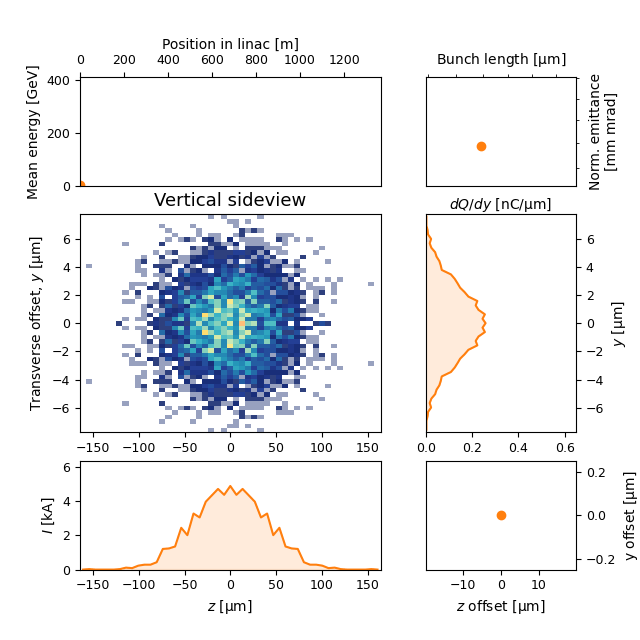 Position in linac [m]
0 200 400 600 800 1000 1200
Mean energy [GeV]
400
200
0
Bunch length [μm]
Norm. emittance
[mm mrad]
Vertical sideview
Transverse offset, y [μm]
6
4
2
0
−2
−4
−6
−150 −100 −50 0 50 100 150
dQ/dy [nC/μm]
6
4
2
0
−2
−4
−6
y [μm]
0.0 0.2 0.4 0.6
I [kA]
6
4
2
0
−150 −100 −50 0 50 100 150
z [μm]
0.2
0.0
−0.2
y offset [μm]
−10 0 10
z offset [μm]